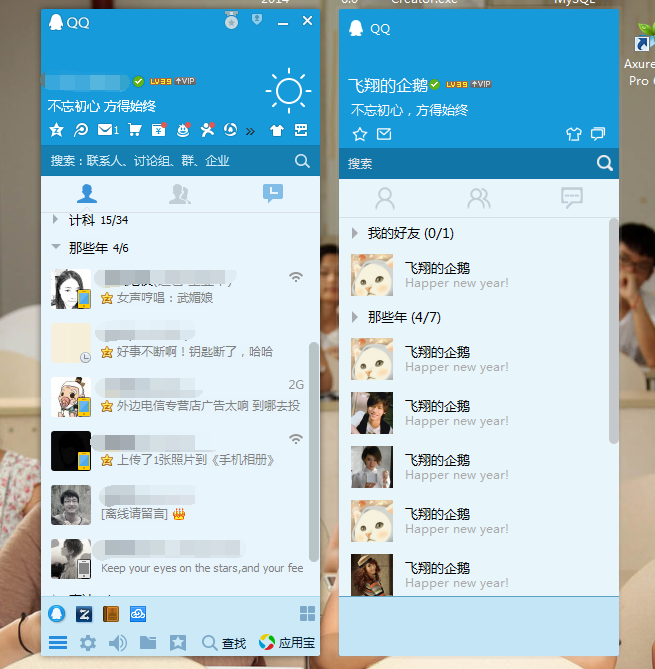 2014
6.0
Creator.exe
MySQL
QQ
LV39 VIP
不忘初心 方得始终
1
搜索：联系人、讨论组、群、企业
计科 15/34
那些年 4/6
女声哼唱：武媚娘
好事不断啊！钥匙断了，哈哈
2G
外边电信专营店广告太响 到哪去投
上传了1张照片到《手机相册》
[离线请留言]
Keep your eyes on the stars,and your fee
查找
应用宝
QQ
飞翔的企鹅
LV39 VIP
不忘初心，方得始终
搜索
我的好友 (0/1)
飞翔的企鹅
Happer new year!
那些年 (4/7)
飞翔的企鹅
Happer new year!
飞翔的企鹅
Happer new year!
飞翔的企鹅
Happer new year!
飞翔的企鹅
Happer new year!
飞翔的企鹅
Happer new year!
Axure
Pro